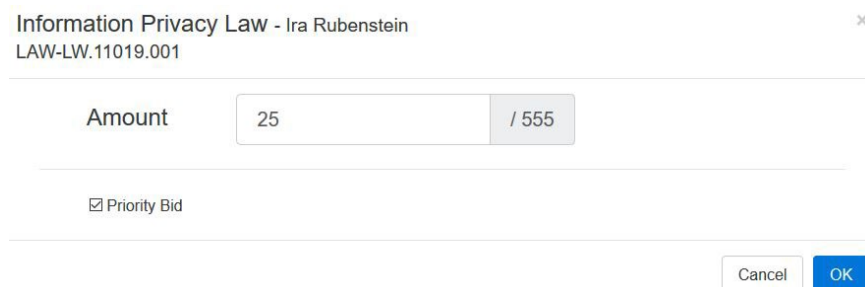 Information Privacy Law - Ira Rubenstein
LAW-LW.11019.001
Amount 25 / 555
Priority Bid
Cancel OK